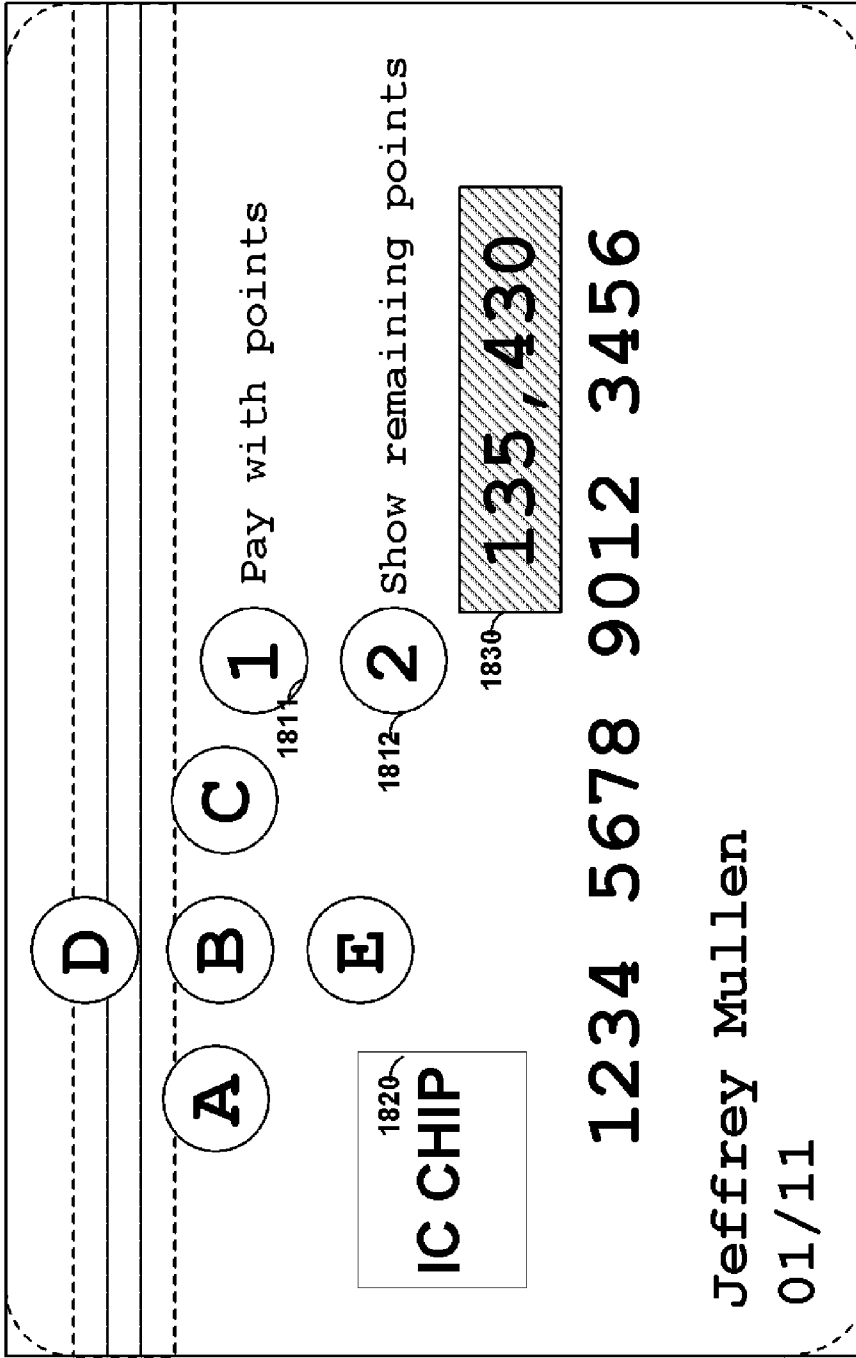 D
A B C
E
1 Pay with points
1811
2 Show remaining points
1812
1820
IC CHIP
1830
135,430
1234 5678 9012 3456
Jeffrey Mullen
01/11